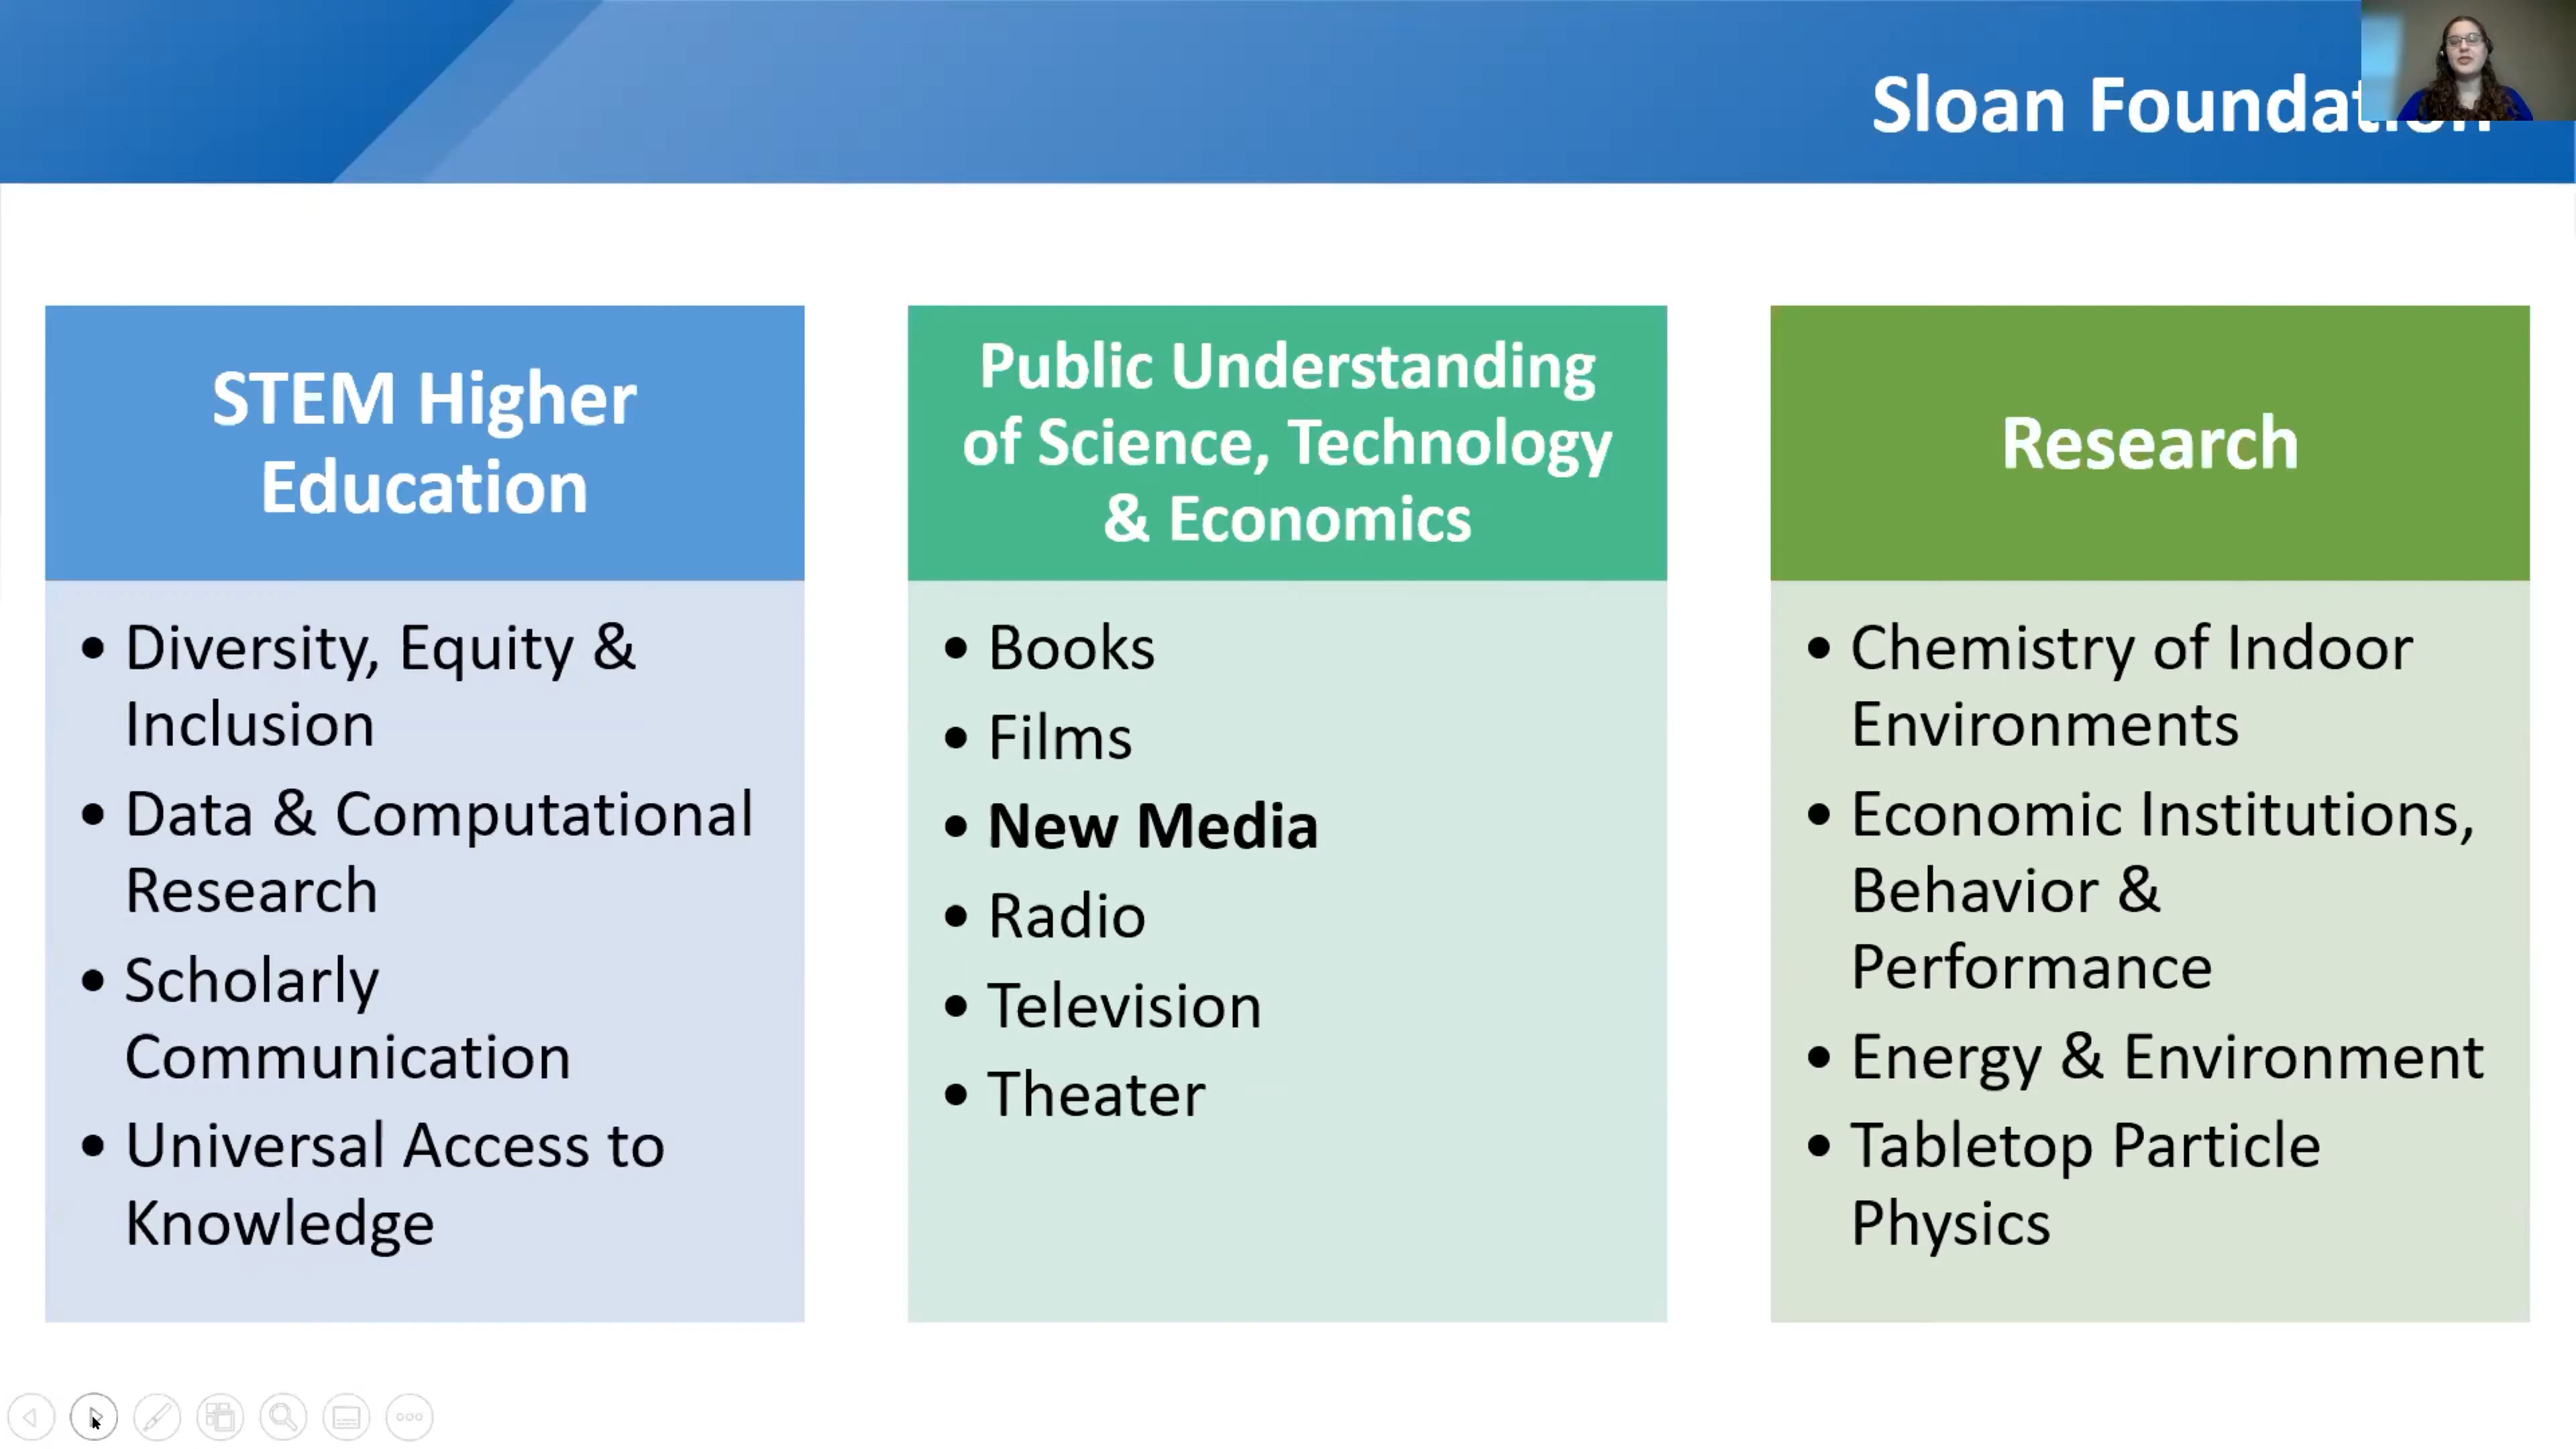 Sloan Foundation
STEM Higher
Education
• Diversity, Equity &
Inclusion
• Data & Computational
Research
• Scholarly
Communication
• Universal Access to
Knowledge
Public Understanding
of Science, Technology
& Economics
• Books
• Films
• New Media
• Radio
• Television
• Theater
Research
• Chemistry of Indoor
Environments
• Economic Institutions,
Behavior &
Performance
• Energy & Environment
• Tabletop Particle
Physics